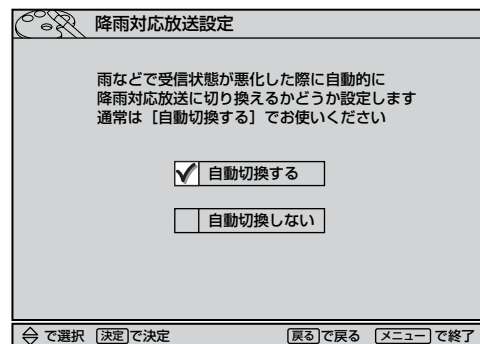 降雨対応放送設定
雨などで受信状態が悪化した際に自動的に
降雨対応放送に切り換えるかどうか設定します
通常は［自動切換する］でお使いください
自動切換する
自動切換しない
で選択 決定で決定 戻るで戻る メニューで終了